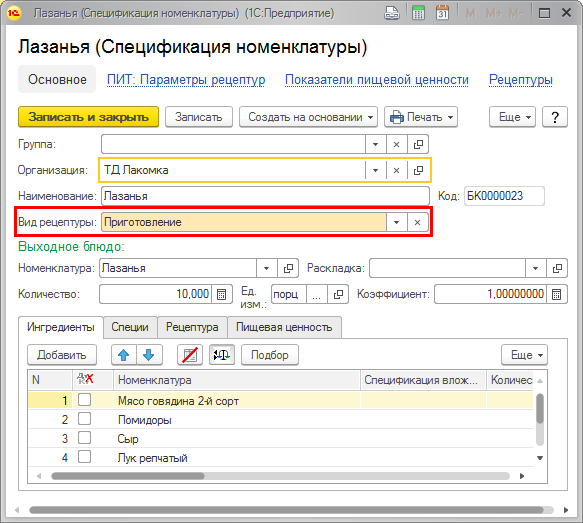 1С Лазанья (Спецификация номенклатуры) (1С:Предприятие) M M+ M-
Лазанья (Спецификация номенклатуры)
Основное ПИТ: Параметры рецептур Показатели пищевой ценности Рецептуры
Записать и закрыть Записать Создать на основании Печать Еще ?
Группа:
Организация: ТД Лакомка
Наименование: Лазанья Код: БК0000023
Вид рецептуры: Приготовление
Выходное блюдо:
Номенклатура: Лазанья Раскладка:
Количество: 10,000 Ед. изм.: порц ... Коэффициент: 1,00000000
Ингредиенты Специи Рецептура Пищевая ценность
Добавить Подбор Еще
N Номенклатура Спецификация влож... Количес
1 Мясо говядина 2-й сорт
2 Помидоры
3 Сыр
4 Лук репчатый